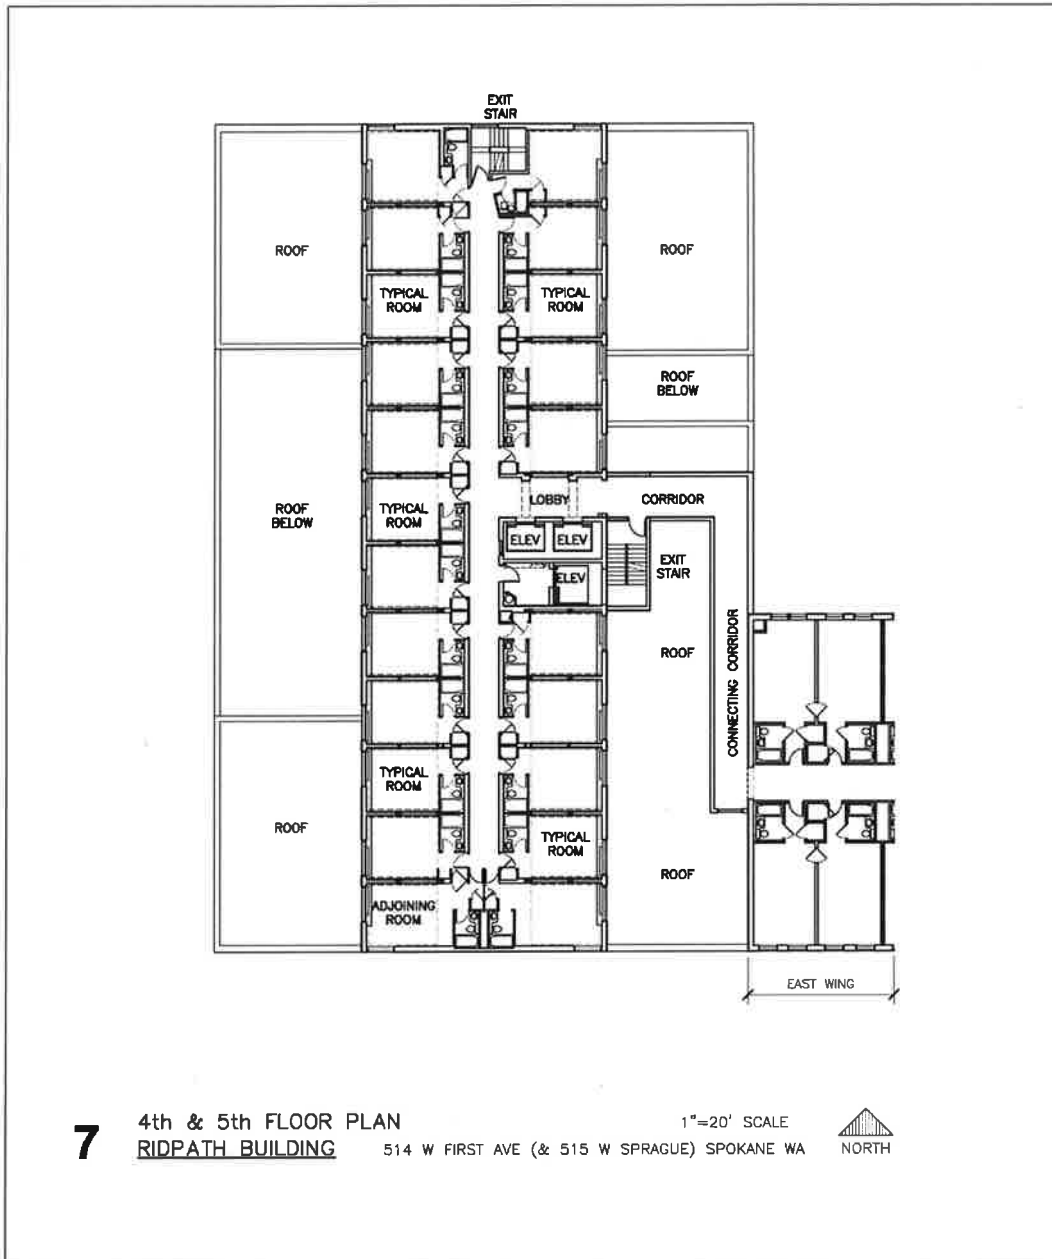 EXIT
STAIR
ROOF
ROOF
TYPICAL
ROOM
TYPICAL
ROOM
ROOF
BELOW
LOBBY
CORRIDOR
ROOF
BELOW
TYPICAL
ROOM
ELEV
ELEV
EXIT
STAIR
ELEV
ROOF
CONNECTING CORRIDOR
TYPICAL
ROOM
ROOF
TYPICAL
ROOM
ROOF
ADJOINING
ROOM
EAST WING
7
4th & 5th FLOOR PLAN
1"=20' SCALE
RIDPATH BUILDING
514 W FIRST AVE (& 515 W SPRAGUE) SPOKANE WA
NORTH